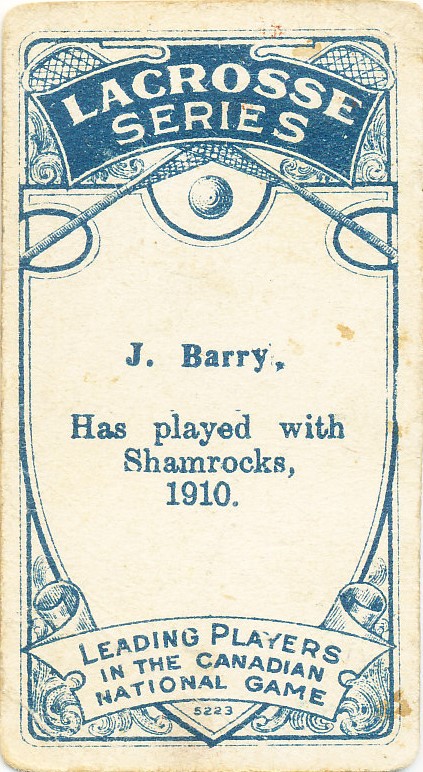 LACROSSE
SERIES
J. Barry,
Has played with
Shamrocks,
1910.
LEADING PLAYERS
IN THE CANADIAN
NATIONAL GAME
5223